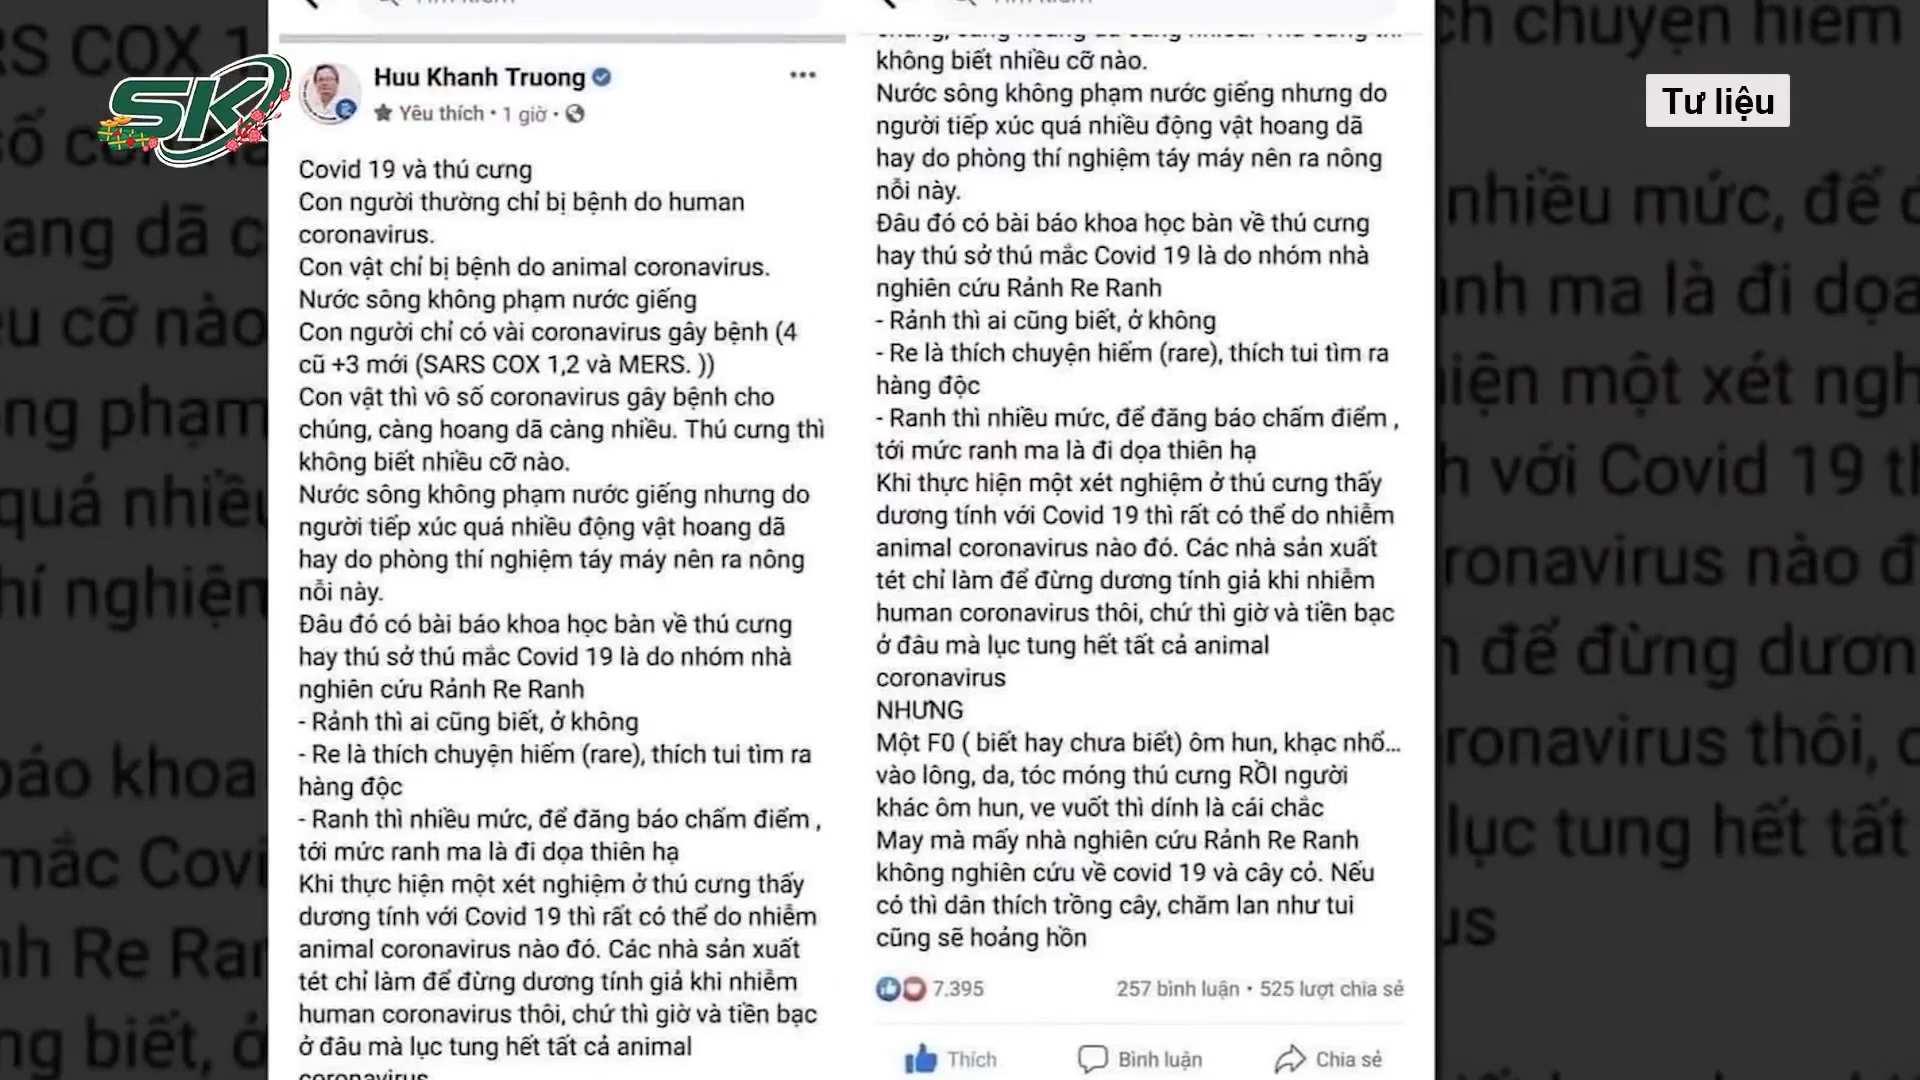 SK
Tư liệu
Huu Khanh Truong
Yêu thích • 1 giờ •
Covid 19 và thú cưng
Con người thường chỉ bị bệnh do human
coronavirus.
Con vật chỉ bị bệnh do animal coronavirus.
Nước sông không phạm nước giếng
Con người chỉ có vài coronavirus gây bệnh (4
cũ +3 mới (SARS COX 1,2 và MERS. ))
Con vật thì vô số coronavirus gây bệnh cho
chúng, càng hoang dã càng nhiều. Thú cưng thì
không biết nhiều cỡ nào.
Nước sông không phạm nước giếng nhưng do
người tiếp xúc quá nhiều động vật hoang dã
hay do phòng thí nghiệm táy máy nên ra nông
nỗi này.
Đâu đó có bài báo khoa học bàn về thú cưng
hay thú sở thú mắc Covid 19 là do nhóm nhà
nghiên cứu Rảnh Re Ranh
- Rảnh thì ai cũng biết, ở không
- Re là thích chuyện hiếm (rare), thích tui tìm ra
hàng độc
- Ranh thì nhiều mức, để đăng báo chấm điểm ,
tới mức ranh ma là đi dọa thiên hạ
Khi thực hiện một xét nghiệm ở thú cưng thấy
dương tính với Covid 19 thì rất có thể do nhiễm
animal coronavirus nào đó. Các nhà sản xuất
tét chỉ làm để đừng dương tính giả khi nhiễm
human coronavirus thôi, chứ thì giờ và tiền bạc
ở đâu mà lục tung hết tất cả animal
coronavirus
không biết nhiều cỡ nào.
Nước sông không phạm nước giếng nhưng do
người tiếp xúc quá nhiều động vật hoang dã
hay do phòng thí nghiệm táy máy nên ra nông
nỗi này.
Đâu đó có bài báo khoa học bàn về thú cưng
hay thú sở thú mắc Covid 19 là do nhóm nhà
nghiên cứu Rảnh Re Ranh
- Rảnh thì ai cũng biết, ở không
- Re là thích chuyện hiếm (rare), thích tui tìm ra
hàng độc
- Ranh thì nhiều mức, để đăng báo chấm điểm ,
tới mức ranh ma là đi dọa thiên hạ
Khi thực hiện một xét nghiệm ở thú cưng thấy
dương tính với Covid 19 thì rất có thể do nhiễm
animal coronavirus nào đó. Các nhà sản xuất
tét chỉ làm để đừng dương tính giả khi nhiễm
human coronavirus thôi, chứ thì giờ và tiền bạc
ở đâu mà lục tung hết tất cả animal
coronavirus
NHƯNG
Một F0 ( biết hay chưa biết) ôm hun, khạc nhổ...
vào lông, da, tóc móng thú cưng RỒI người
khác ôm hun, ve vuốt thì dính là cái chắc
May mà mấy nhà nghiên cứu Rảnh Re Ranh
không nghiên cứu về covid 19 và cây cỏ. Nếu
có thì dân thích trồng cây, chăm lan như tui
cũng sẽ hoảng hồn
7.395
257 bình luận • 525 lượt chia sẻ
Thích
Bình luận
Chia sẻ